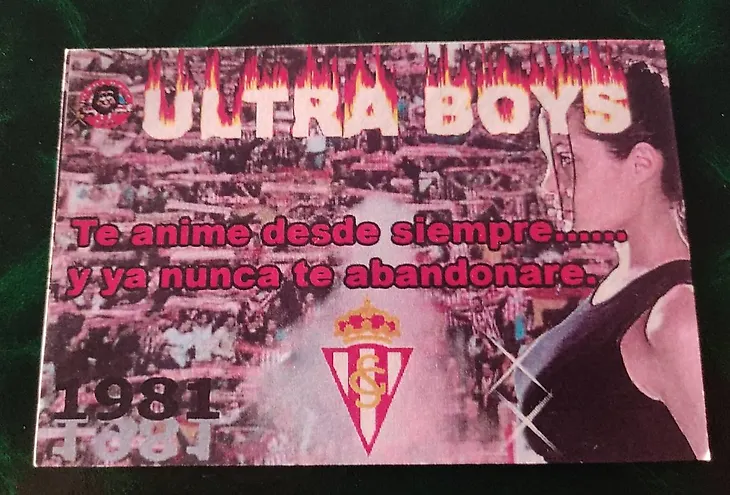 ULTRA BOYS
Te anime desde siempre......
y ya nunca te abandonare.
1981